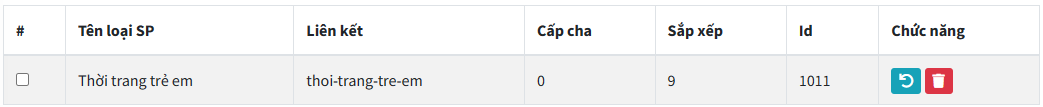 # Tên loại SP Liên kết Cấp cha Sắp xếp Id Chức năng
Thời trang trẻ em thoi-trang-tre-em 0 9 1011